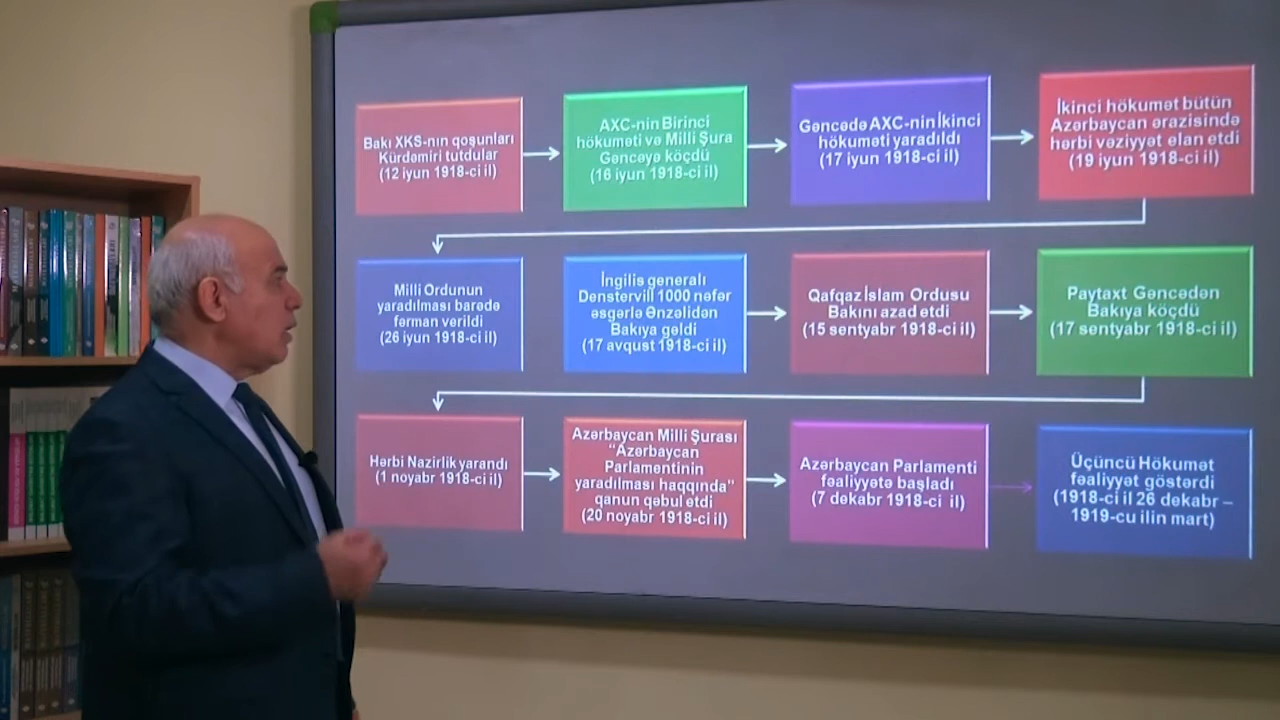 Bakı XKS-nın qoşunları
Kürdəmiri tutdular
(12 iyun 1918-ci il)
AXC-nin Birinci
hökuməti və Milli Şura
Gəncəyə köçdü
(16 iyun 1918-ci il)
Gəncədə AXC-nin İkinci
hökuməti yaradıldı
(17 iyun 1918-ci il)
İkinci hökumət bütün
Azərbaycan ərazisində
hərbi vəziyyət elan etdi
(19 iyun 1918-ci il)
Milli Ordunun
yaradılması barədə
fərman verildi
(26 iyun 1918-ci il)
İngilis generalı
Denstervill 1000 nəfər
əsgərlə Ənzəlidən
Bakıya gəldi
(17 avqust 1918-ci il)
Qafqaz İslam Ordusu
Bakını azad etdi
(15 sentyabr 1918-ci il)
Paytaxt Gəncədən
Bakıya köçdü
(17 sentyabr 1918-ci il)
Hərbi Nazirlik yarandı
(1 noyabr 1918-ci il)
Azərbaycan Milli Şurası
“Azərbaycan
Parlamentinin
yaradılması haqqında”
qanun qəbul etdi
(20 noyabr 1918-ci il)
Azərbaycan Parlamenti
fəaliyyətə başladı
(7 dekabr 1918-ci il)
Üçüncü Hökumət
fəaliyyət göstərdi
(1918-ci il 26 dekabr –
1919-cu ilin mart)